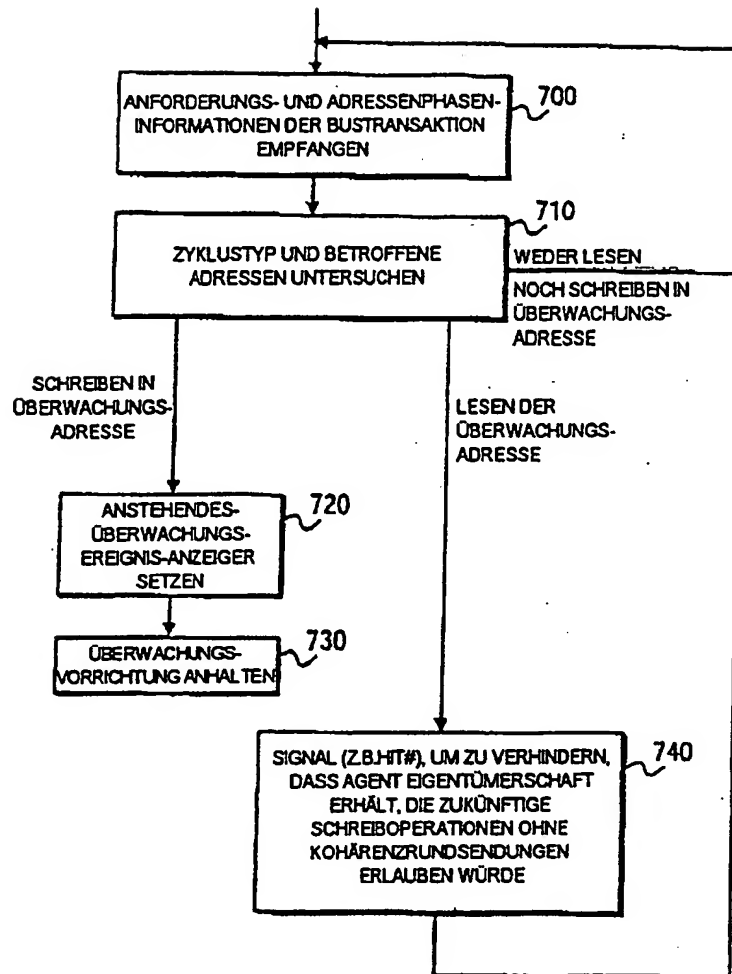 ANFORDERUNGS- UND ADRESSENPHASEN-
INFORMATIONEN DER BUSTRANSAKTION
EMPFANGEN
700
710
ZYKLUSTYP UND BETROFFENE
ADRESSEN UNTERSUCHEN
WEDER LESEN
NOCH SCHREIBEN IN
ÜBERWACHUNGS-
ADRESSE
SCHREIBEN IN
ÜBERWACHUNGS-
ADRESSE
LESEN DER
ÜBERWACHUNGS-
ADRESSE
ANSTEHENDES-
ÜBERWACHUNGS-
EREIGNIS-ANZEIGER
SETZEN
720
ÜBERWACHUNGS-
VORRICHTUNG ANHALTEN
730
SIGNAL (Z.B.HIT#), UM ZU VERHINDERN,
DASS AGENT EIGENTÜMERSCHAFT
ERHÄLT, DIE ZUKÜNFTIGE
SCHREIBOPERATIONEN OHNE
KOHÄRENZRUNDSENDUNGEN
ERLAUBEN WÜRDE
740